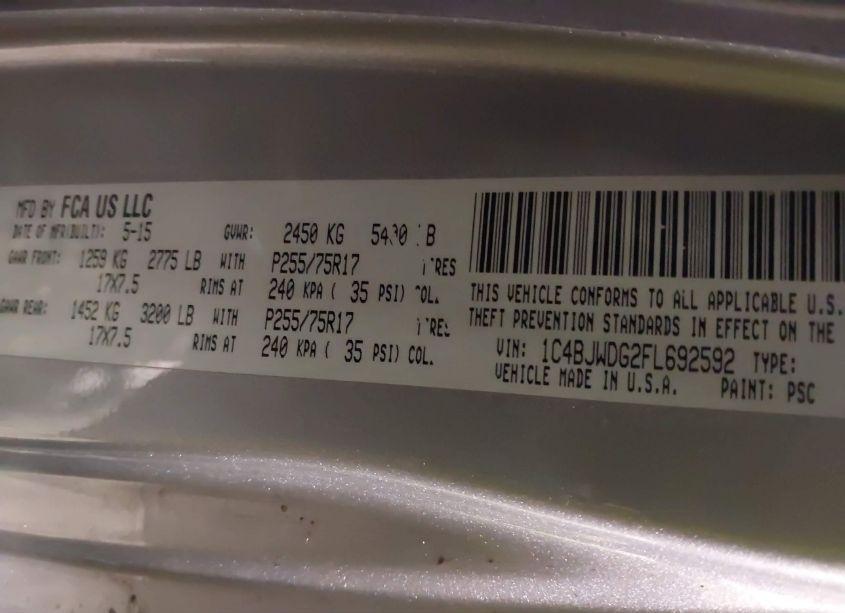 MFD BY FCA US LLC
DATE OF MFR(BUILT): 5-15 GVWR: 2450 KG LB
GAWR FRONT: 1259 KG 2775 LB WITH P255/75R17 TIRES
17X7.5 RIMS AT 240 KPA ( 35 PSI) COL.
GAWR REAR: 1452 KG 3200 LB WITH P255/75R17 TIRES
17X7.5 RIMS AT 240 KPA ( 35 PSI) COL.
THIS VEHICLE CONFORMS TO ALL APPLICABLE U.S.
THEFT PREVENTION STANDARDS IN EFFECT ON THE
VIN: 1C4BJWDG2FL692592 TYPE:
VEHICLE MADE IN U.S.A. PAINT: PSC